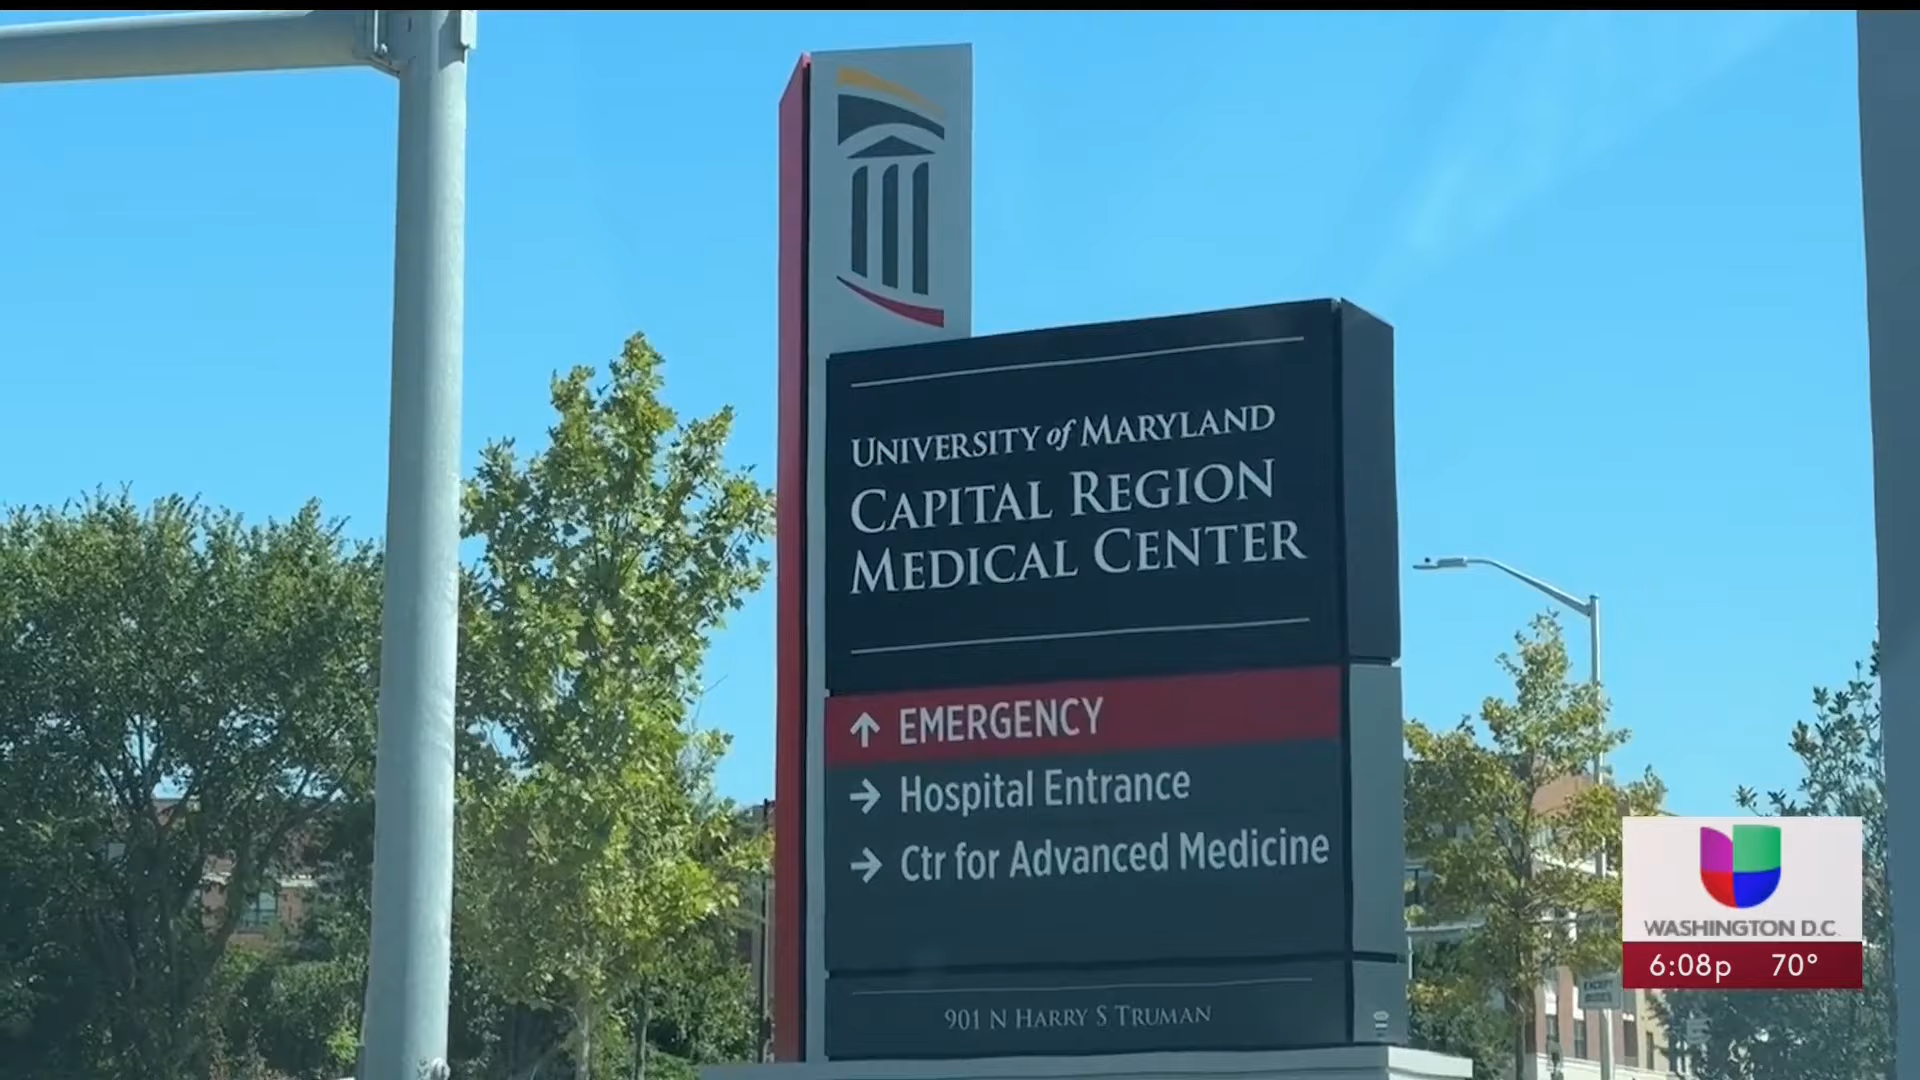 UNIVERSITY of MARYLAND
CAPITAL REGION
MEDICAL CENTER
↑ EMERGENCY
→ Hospital Entrance
→ Ctr for Advanced Medicine
901 N HARRY S TRUMAN
EXCEPT
WASHINGTON D.C.
6:08p 70°